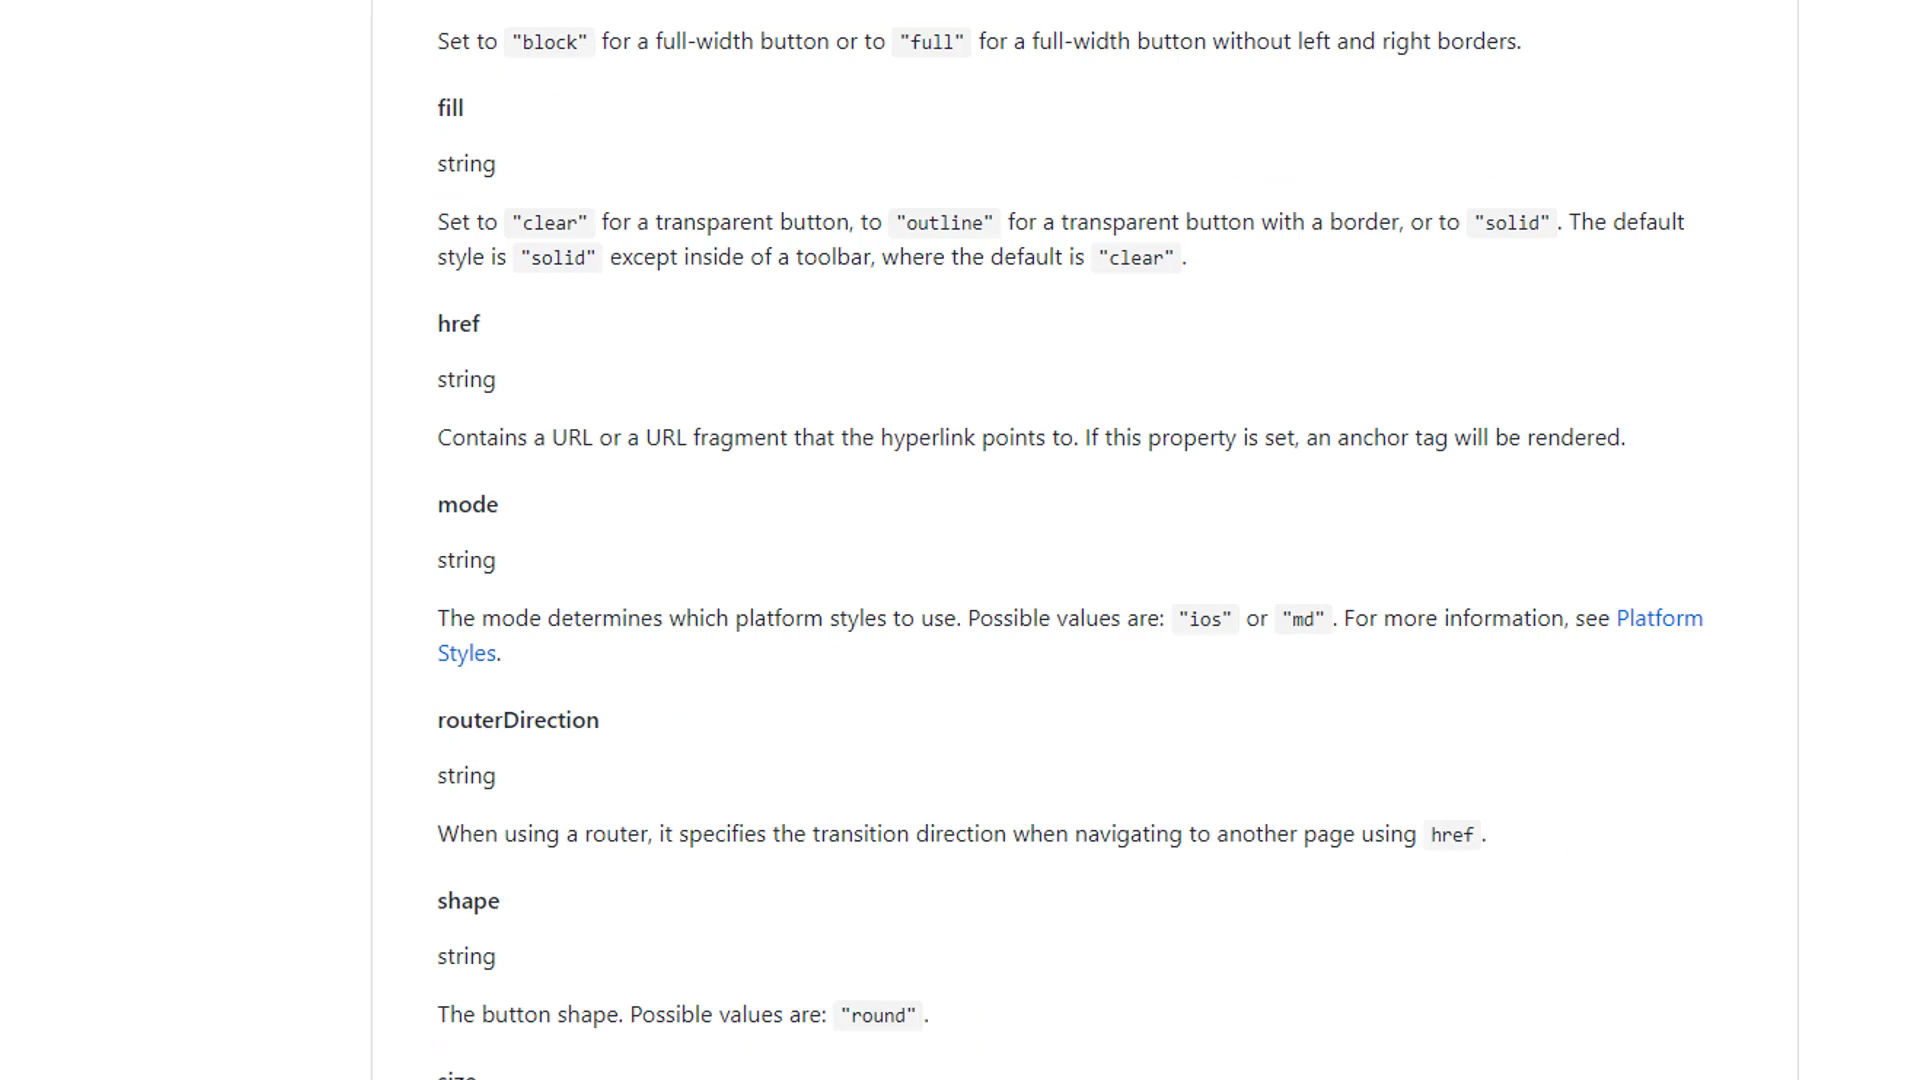 Set to "block" for a full-width button or to "full" for a full-width button without left and right borders.
fill
string
Set to "clear" for a transparent button, to "outline" for a transparent button with a border, or to "solid". The default
style is "solid" except inside of a toolbar, where the default is "clear".
href
string
Contains a URL or a URL fragment that the hyperlink points to. If this property is set, an anchor tag will be rendered.
mode
string
The mode determines which platform styles to use. Possible values are: "ios" or "md". For more information, see Platform
Styles.
routerDirection
string
When using a router, it specifies the transition direction when navigating to another page using href.
shape
string
The button shape. Possible values are: "round".
size